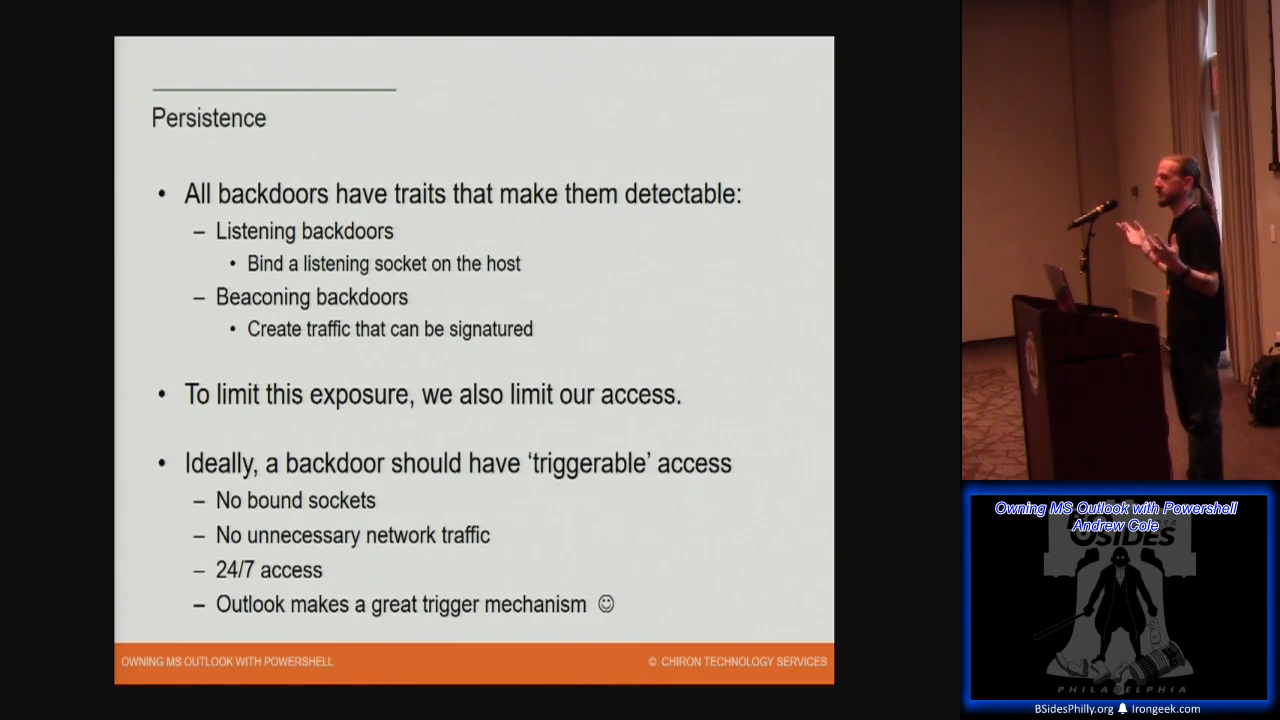 Persistence
• All backdoors have traits that make them detectable:
– Listening backdoors
• Bind a listening socket on the host
– Beaconing backdoors
• Create traffic that can be signatured
• To limit this exposure, we also limit our access.
• Ideally, a backdoor should have ‘triggerable’ access
– No bound sockets
– No unnecessary network traffic
– 24/7 access
– Outlook makes a great trigger mechanism ☺
OWNING MS OUTLOOK WITH POWERSHELL
© CHIRON TECHNOLOGY SERVICES
Owning MS Outlook with Powershell
Andrew Cole
SIDES
PHILADELPHIA
BSidesPhilly.org Irongeek.com